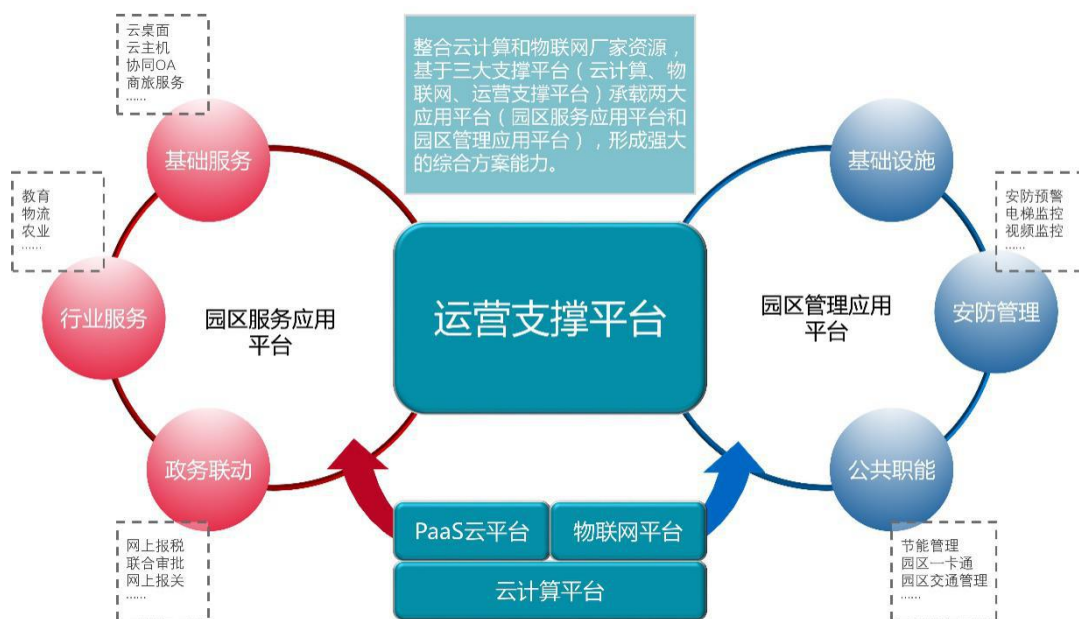 云桌面
云主机
协同OA
商旅服务
……
整合云计算和物联网厂家资源，
基于三大支撑平台（云计算、物
联网、运营支撑平台）承载两大
应用平台（园区服务应用平台和
园区管理应用平台），形成强大
的综合方案能力。
基础服务
基础设施
教育
物流
农业
……
安防预警
电梯监控
视频监控
……
行业服务
园区服务应用
平台
运营支撑平台
园区管理应用
平台
安防管理
政务联动
公共职能
PaaS云平台
物联网平台
云计算平台
网上报税
联合审批
网上报关
……
节能管理
园区一卡通
园区交通管理
……